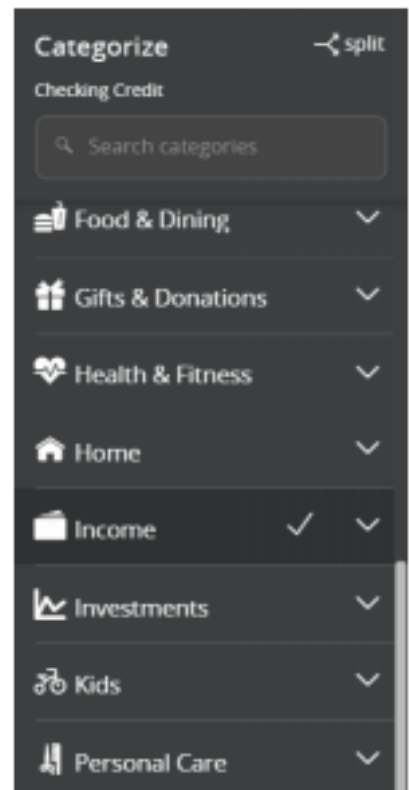 Categorize split
Checking Credit
Search categories
Food & Dining
Gifts & Donations
Health & Fitness
Home
Income
Investments
Kids
Personal Care